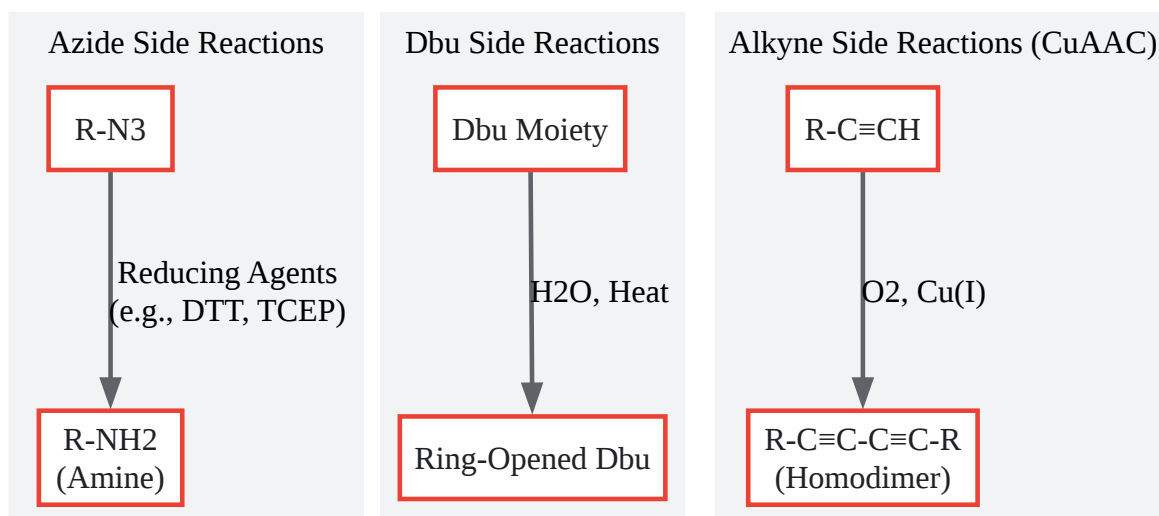 Azide Side Reactions
R-N3
Reducing Agents
(e.g., DTT, TCEP)
R-NH2
(Amine)
Dbu Side Reactions
Dbu Moiety
H2O, Heat
Ring-Opened Dbu
Alkyne Side Reactions (CuAAC)
R-C≡CH
O2, Cu(I)
R-C≡C-C≡C-R
(Homodimer)